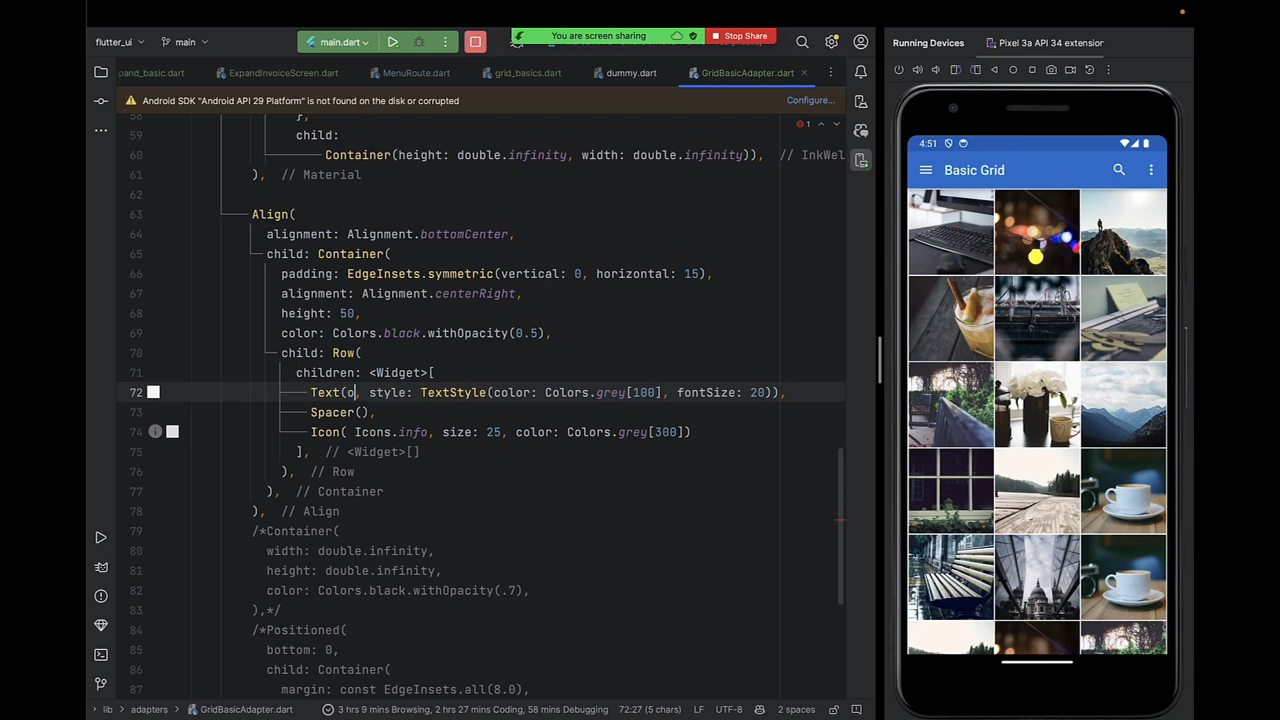 flutter_ui
main
main.dart
You are screen sharing
Stop Share
xpand_basic.dart
ExpandInvoiceScreen.dart
MenuRoute.dart
grid_basics.dart
dummy.dart
GridBasicAdapter.dart
Android SDK "Android API 29 Platform" is not found on the disk or corrupted
Configure...
1
58 },
59 child:
60 Container(height: double.infinity, width: double.infinity)), // InkWel
61 ), // Material
62
63 Align(
64 alignment: Alignment.bottomCenter,
65 child: Container(
66 padding: EdgeInsets.symmetric(vertical: 0, horizontal: 15),
67 alignment: Alignment.centerRight,
68 height: 50,
69 color: Colors.black.withOpacity(0.5),
70 child: Row(
71 children: <Widget>[
72 Text(o, style: TextStyle(color: Colors.grey[100], fontSize: 20)),
73 Spacer(),
74 Icon( Icons.info, size: 25, color: Colors.grey[300])
75 ], // <Widget>[]
76 ), // Row
77 ), // Container
78 ), // Align
79 /*Container(
80 width: double.infinity,
81 height: double.infinity,
82 color: Colors.black.withOpacity(.7),
83 ),*/
84 /*Positioned(
85 bottom: 0,
86 child: Container(
87 margin: const EdgeInsets.all(8.0),
lib > adapters > GridBasicAdapter.dart
3 hrs 9 mins Browsing, 2 hrs 27 mins Coding, 58 mins Debugging
72:27 (5 chars)
LF
UTF-8
2 spaces
Running Devices
Pixel 3a API 34 extension
4:51
Basic Grid